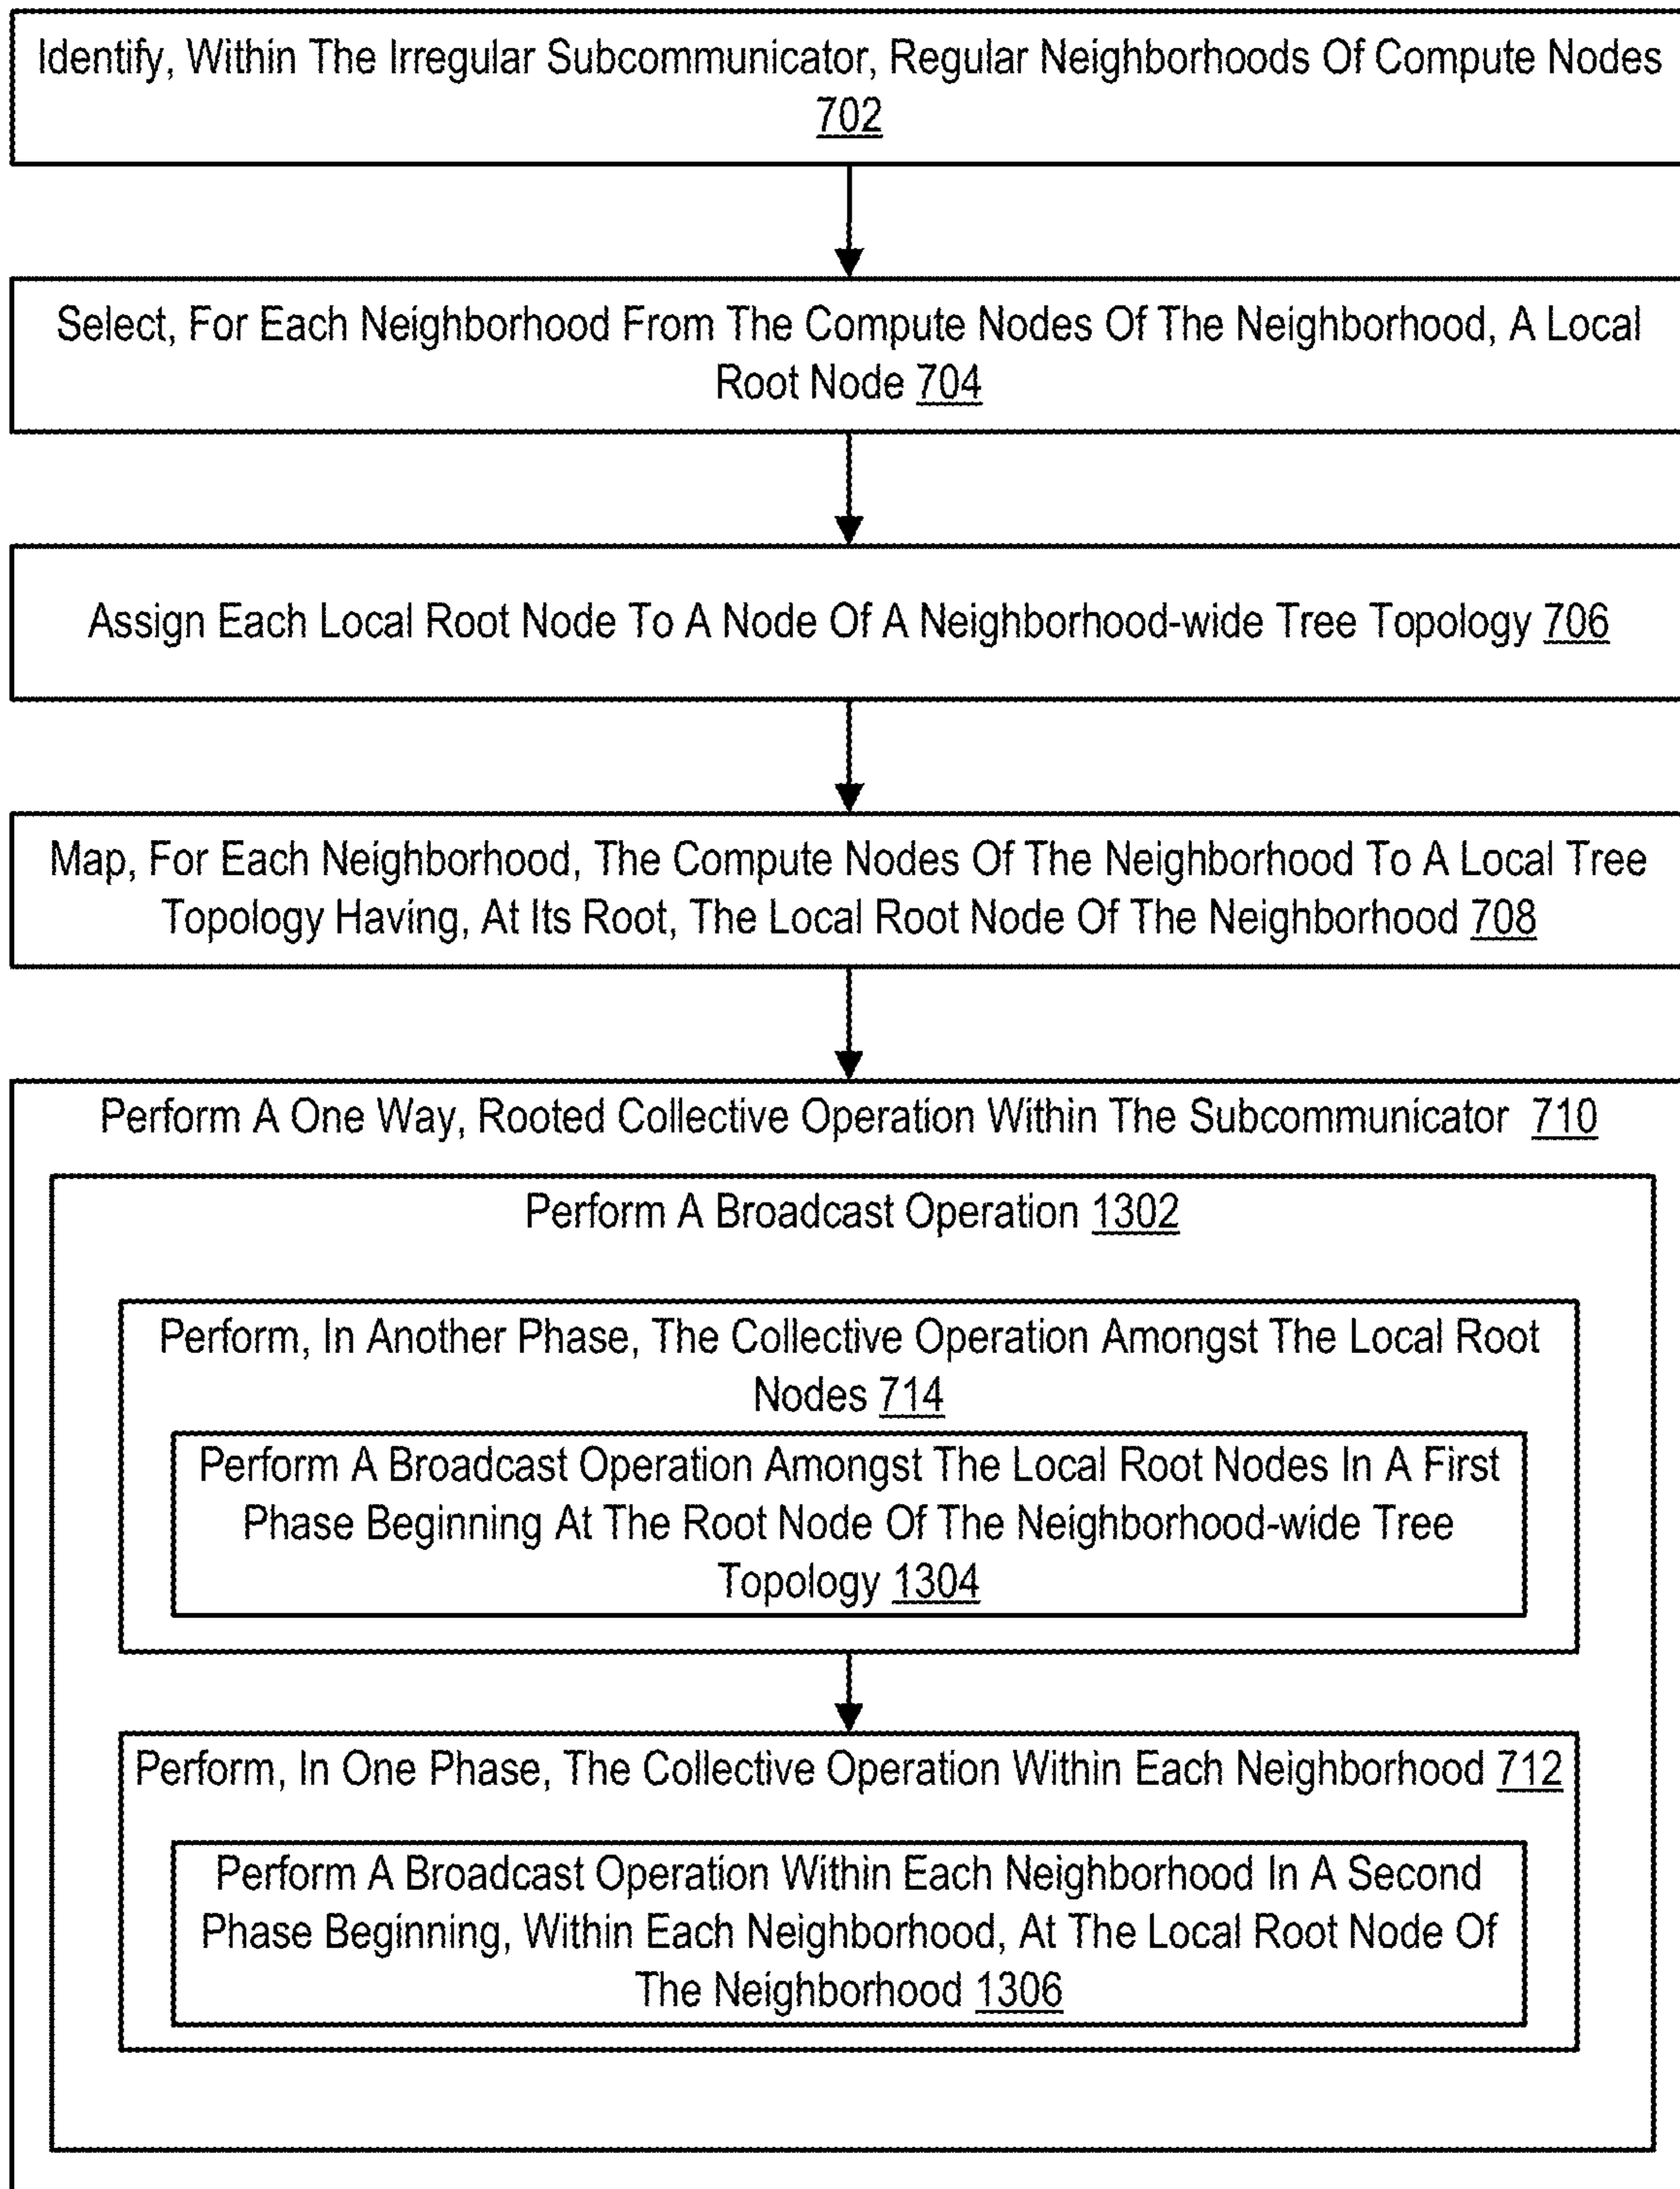 Identify, Within The Irregular Subcommunicator, Regular Neighborhoods Of Compute Nodes
702
Select, For Each Neighborhood From The Compute Nodes Of The Neighborhood, A Local
Root Node 704
Assign Each Local Root Node To A Node Of A Neighborhood-wide Tree Topology 706
Map, For Each Neighborhood, The Compute Nodes Of The Neighborhood To A Local Tree
Topology Having, At Its Root, The Local Root Node Of The Neighborhood 708
Perform A One Way, Rooted Collective Operation Within The Subcommunicator 710
Perform A Broadcast Operation 1302
Perform, In Another Phase, The Collective Operation Amongst The Local Root
Nodes 714
Perform A Broadcast Operation Amongst The Local Root Nodes In A First
Phase Beginning At The Root Node Of The Neighborhood-wide Tree
Topology 1304
Perform, In One Phase, The Collective Operation Within Each Neighborhood 712
Perform A Broadcast Operation Within Each Neighborhood In A Second
Phase Beginning, Within Each Neighborhood, At The Local Root Node Of
The Neighborhood 1306